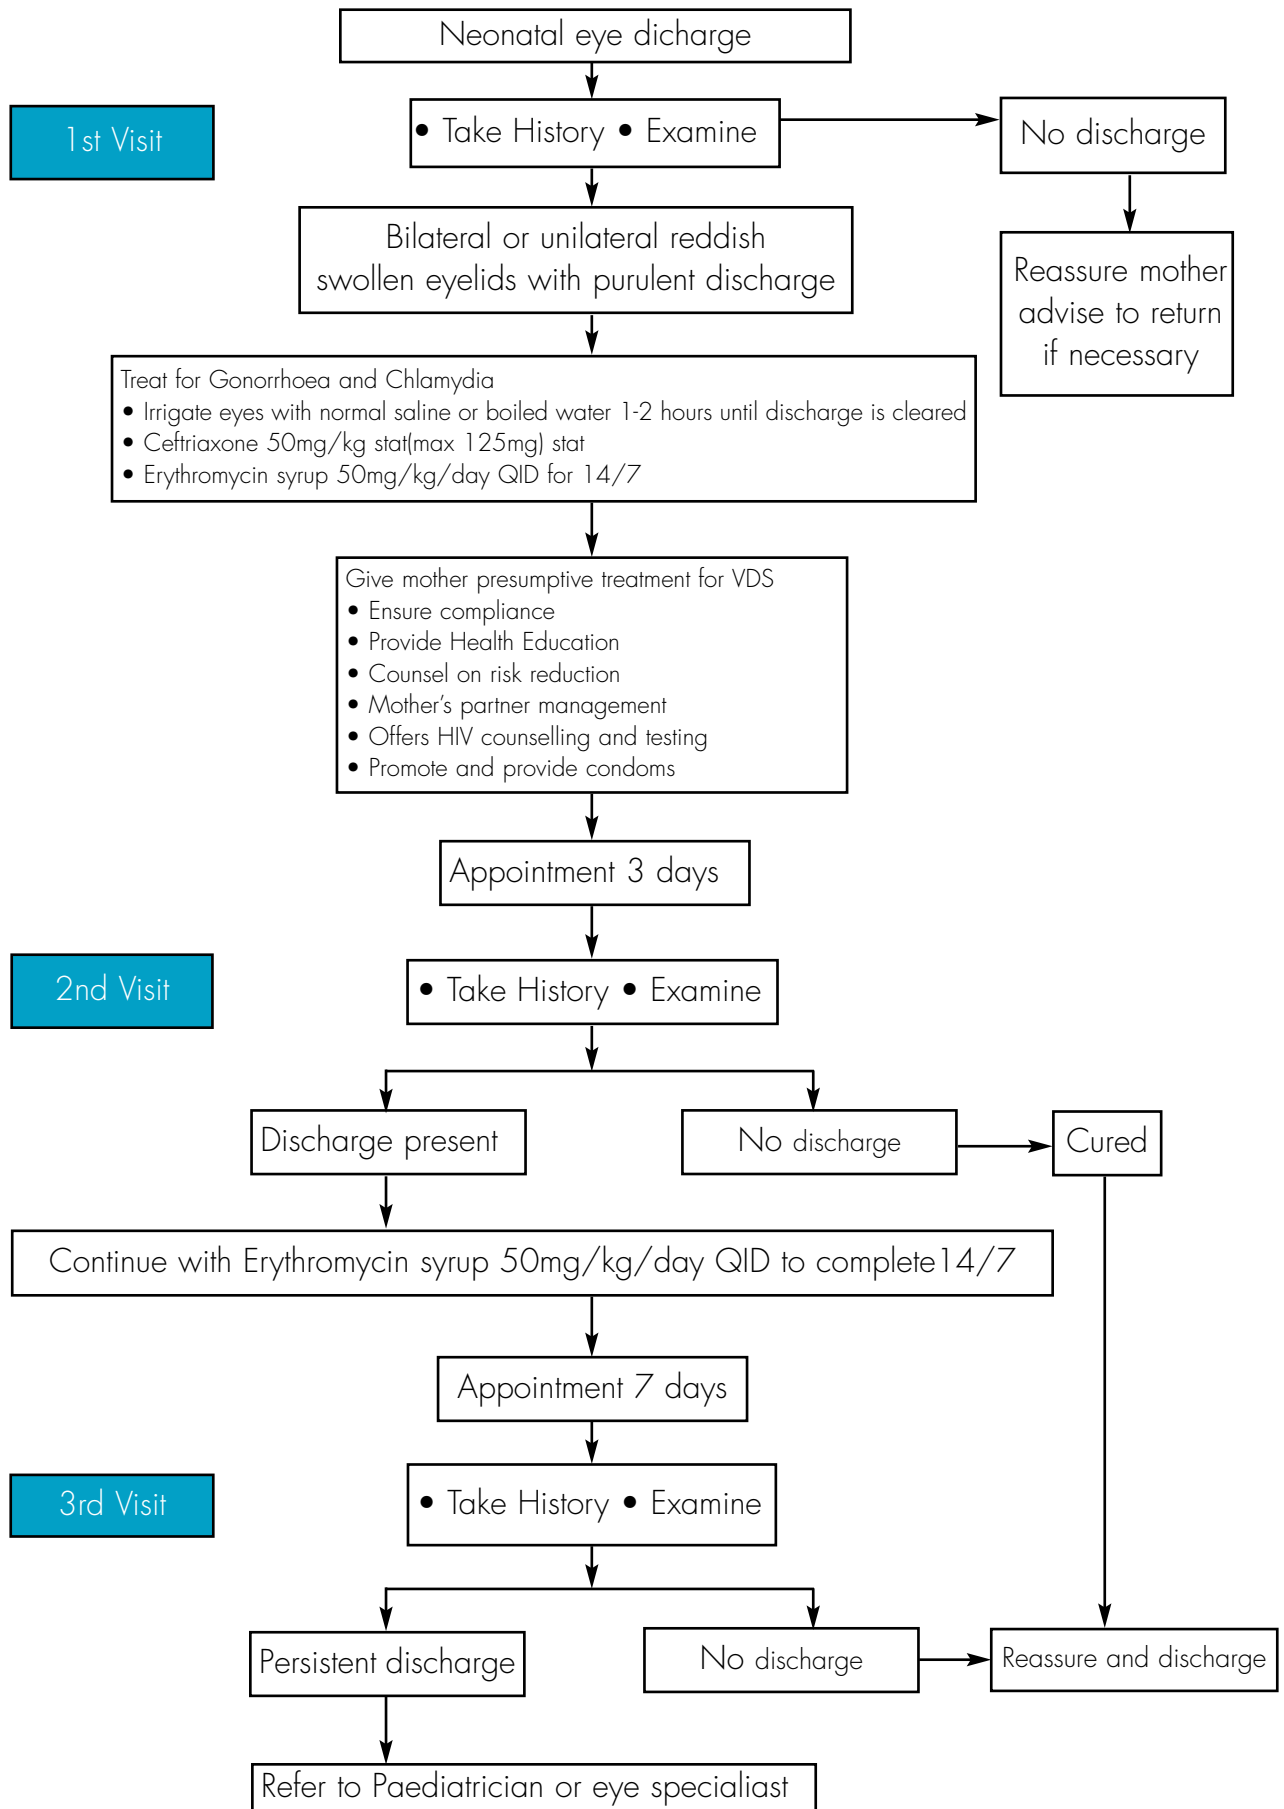 Neonatal eye dicharge
1st Visit
• Take History • Examine
No discharge
Bilateral or unilateral reddish
swollen eyelids with purulent discharge
Reassure mother
advise to return
if necessary
Treat for Gonorrhoea and Chlamydia
• Irrigate eyes with normal saline or boiled water 1-2 hours until discharge is cleared
• Ceftriaxone 50mg/kg stat(max 125mg) stat
• Erythromycin syrup 50mg/kg/day QID for 14/7
Give mother presumptive treatment for VDS
• Ensure compliance
• Provide Health Education
• Counsel on risk reduction
• Mother's partner management
• Offers HIV counselling and testing
• Promote and provide condoms
Appointment 3 days
2nd Visit
• Take History • Examine
Discharge present
No discharge
Cured
Continue with Erythromycin syrup 50mg/kg/day QID to complete14/7
Appointment 7 days
3rd Visit
• Take History • Examine
Persistent discharge
No discharge
Reassure and discharge
Refer to Paediatrician or eye specialiast